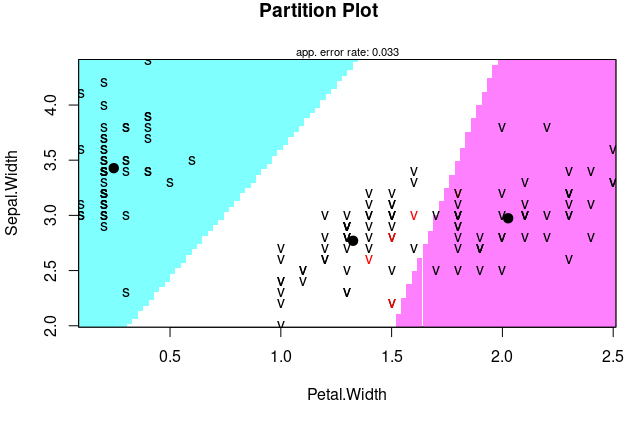 Partition Plot
app. error rate: 0.033
Sepal.Width
4.0
3.5
3.0
2.5
2.0
0.5 1.0 1.5 2.0 2.5
Petal.Width